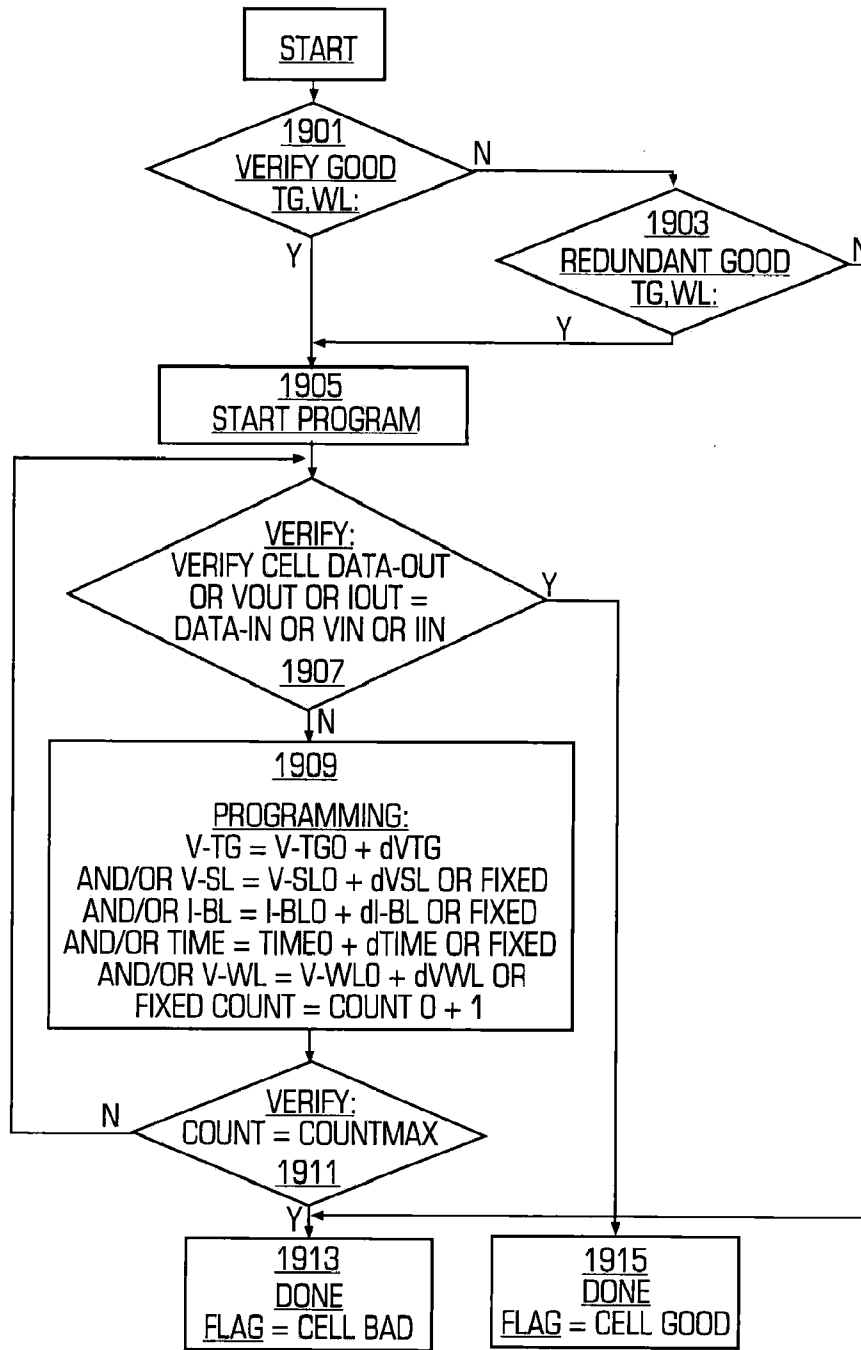 START
1901
VERIFY GOOD
TG,WL:
N
Y
1903
REDUNDANT GOOD
TG,WL:
N
Y
1905
START PROGRAM
VERIFY:
VERIFY CELL DATA-OUT
OR VOUT OR IOUT =
DATA-IN OR VIN OR IIN
1907
Y
N
1909
PROGRAMMING:
V-TG = V-TG0 + dVTG
AND/OR V-SL = V-SL0 + dVSL OR FIXED
AND/OR I-BL = I-BL0 + dI-BL OR FIXED
AND/OR TIME = TIME0 + dTIME OR FIXED
AND/OR V-WL = V-WL0 + dVWL OR
FIXED COUNT = COUNT 0 + 1
N
VERIFY:
COUNT = COUNTMAX
1911
Y
1913
DONE
FLAG = CELL BAD
1915
DONE
FLAG = CELL GOOD